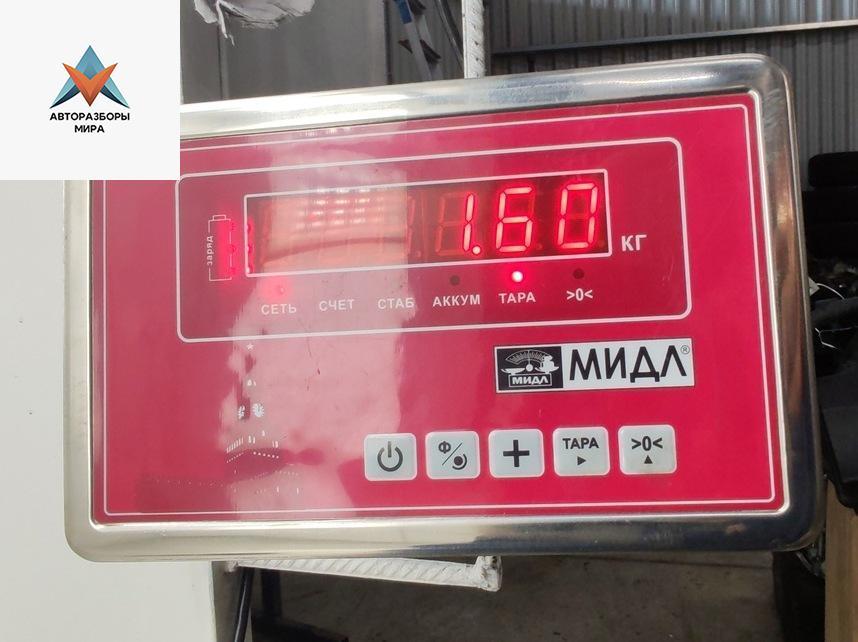 АВТОРАЗБОРЫ
МИРА
заряд
1.60 КГ
СЕТЬ СЧЕТ СТАБ АККУМ ТАРА >0<
МИДЛ МИДЛ®
Ф ТАРА >0<